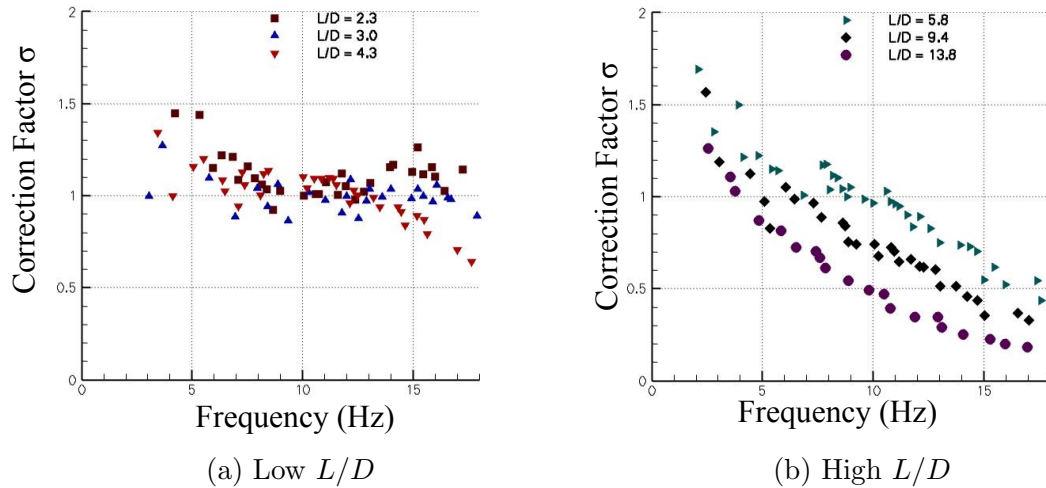 2
L/D = 2.3
L/D = 3.0
L/D = 4.3
1.5
1
0.5
0
0
5
10
15
Correction Factor σ
Frequency (Hz)
(a) Low L/D
2
L/D = 5.8
L/D = 9.4
L/D = 13.8
1.5
1
0.5
0
0
5
10
15
Correction Factor σ
Frequency (Hz)
(b) High L/D